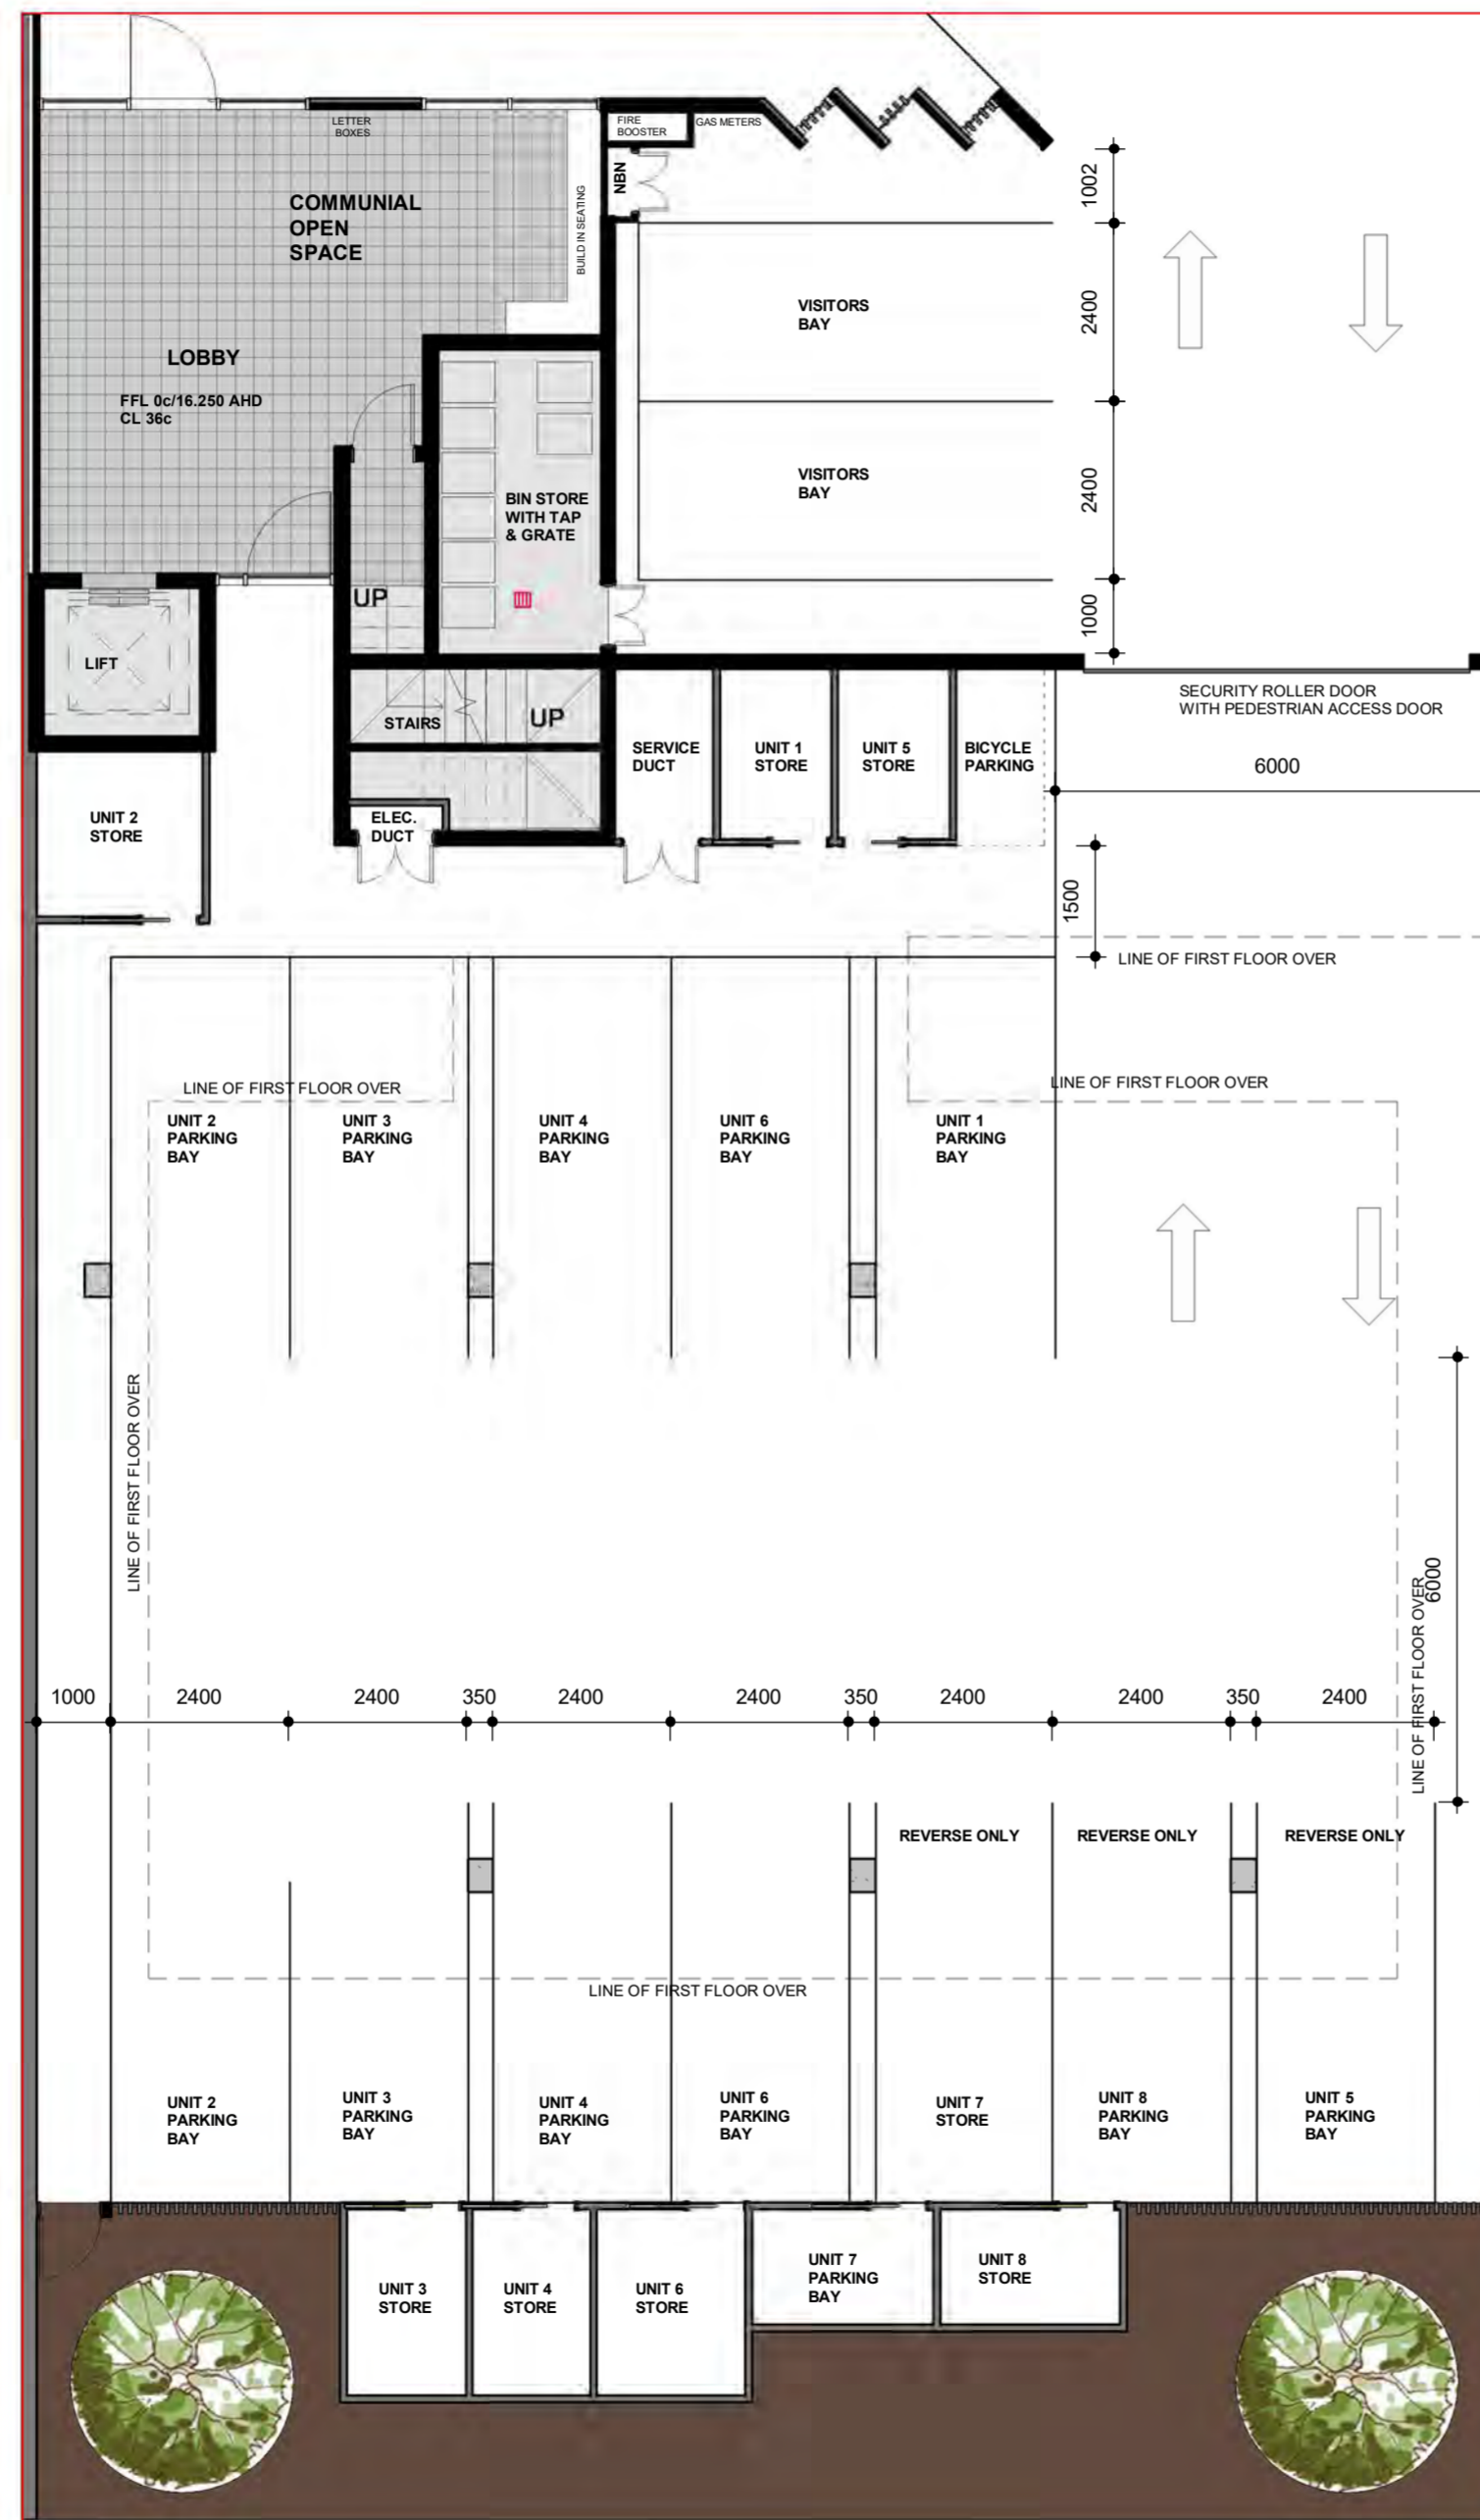 LETTER
BOXES
FIRE
BOOSTER
GAS METERS
NBN
1002
COMMUNIAL
OPEN
SPACE
BUILD IN SEATING
2400
VISITORS
BAY
LOBBY
FFL 0c/16.250 AHD
CL 36c
VISITORS
BAY
2400
BIN STORE
WITH TAP
& GRATE
UP
1000
LIFT
STAIRS
UP
SECURITY ROLLER DOOR
WITH PEDESTRIAN ACCESS DOOR
SERVICE
DUCT
UNIT 1
STORE
UNIT 5
STORE
BICYCLE
PARKING
6000
UNIT 2
STORE
ELEC.
DUCT
1500
LINE OF FIRST FLOOR OVER
LINE OF FIRST FLOOR OVER
LINE OF FIRST FLOOR OVER
UNIT 2
PARKING
BAY
UNIT 3
PARKING
BAY
UNIT 4
PARKING
BAY
UNIT 6
PARKING
BAY
UNIT 1
PARKING
BAY
LINE OF FIRST FLOOR OVER
6000
LINE OF FIRST FLOOR OVER
1000
2400
2400
350
2400
2400
350
2400
2400
350
2400
REVERSE ONLY
REVERSE ONLY
REVERSE ONLY
LINE OF FIRST FLOOR OVER
UNIT 2
PARKING
BAY
UNIT 3
PARKING
BAY
UNIT 4
PARKING
BAY
UNIT 6
PARKING
BAY
UNIT 7
STORE
UNIT 8
PARKING
BAY
UNIT 5
PARKING
BAY
UNIT 3
STORE
UNIT 4
STORE
UNIT 6
STORE
UNIT 7
PARKING
BAY
UNIT 8
STORE